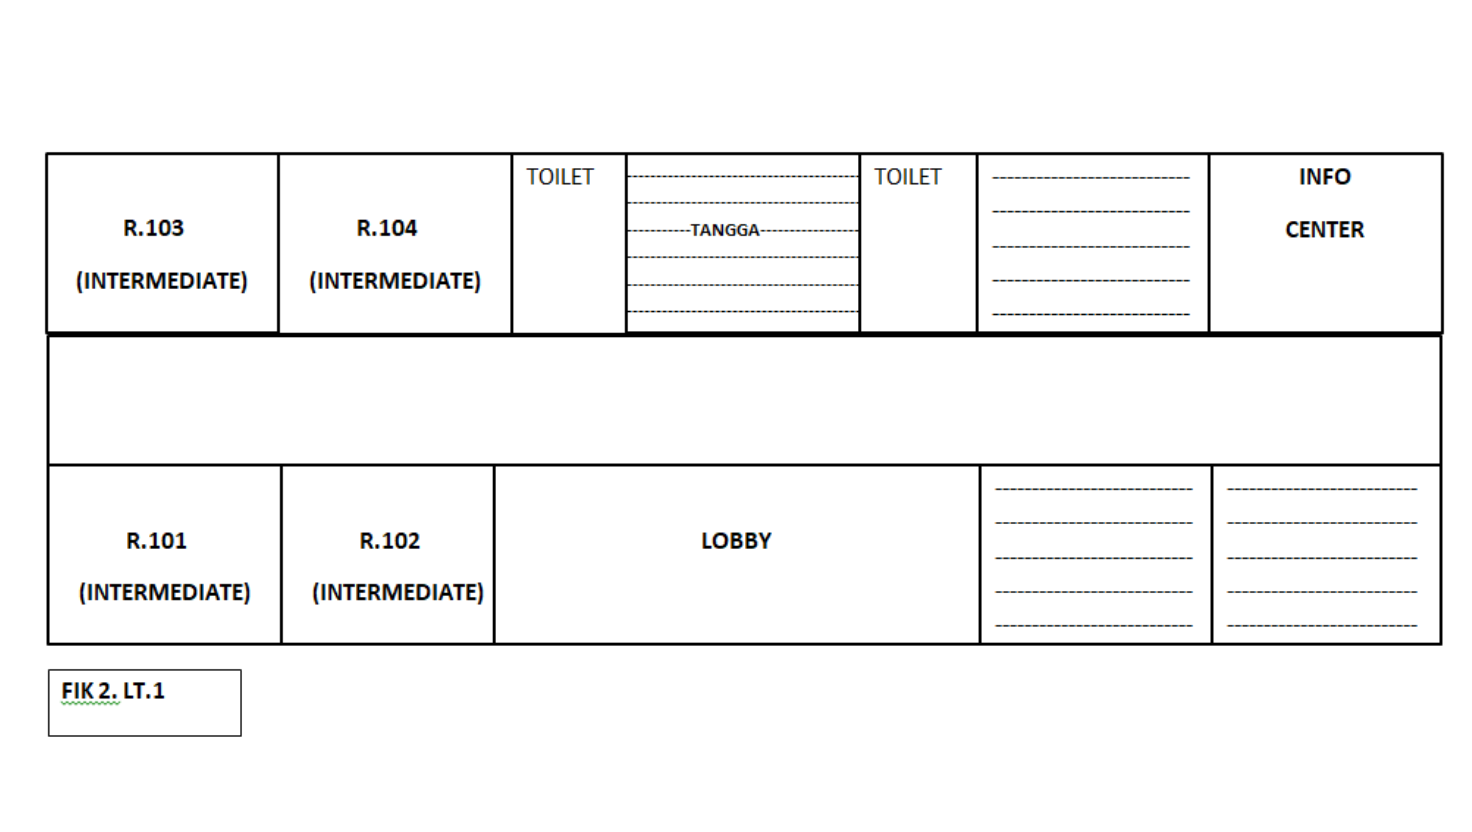 R.103
(INTERMEDIATE)
R.104
(INTERMEDIATE)
TOILET
TANGGA
TOILET
INFO
CENTER
R.101
(INTERMEDIATE)
R.102
(INTERMEDIATE)
LOBBY
FIK 2. LT.1